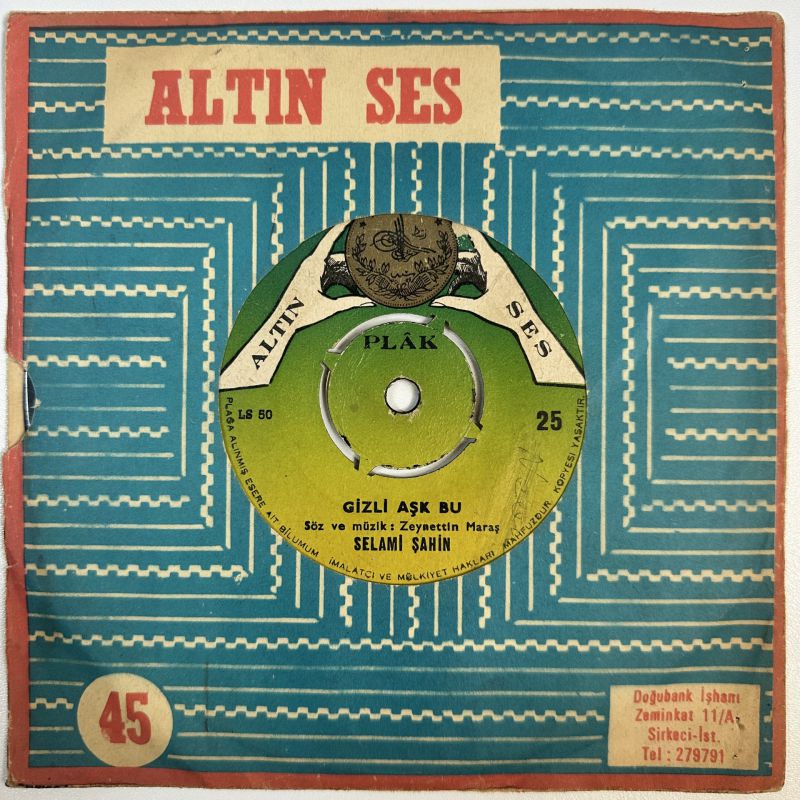 ALTIN SES
ALTIN
SES
PLÂK
LS 50
25
GİZLİ AŞK BU
Söz ve müzik : Zeynettin Maraş
SELAMİ ŞAHİN
PLAĞA ALINMIŞ ESERE AİT BİLUMUM İMALATÇI VE MÜLKİYET HAKLARI MAHFUZDUR KOPYESİ YASAKTIR.
45
Doğubank İşhanı
Zeminkat 11/A
Sirkeci-İst.
Tel : 279791